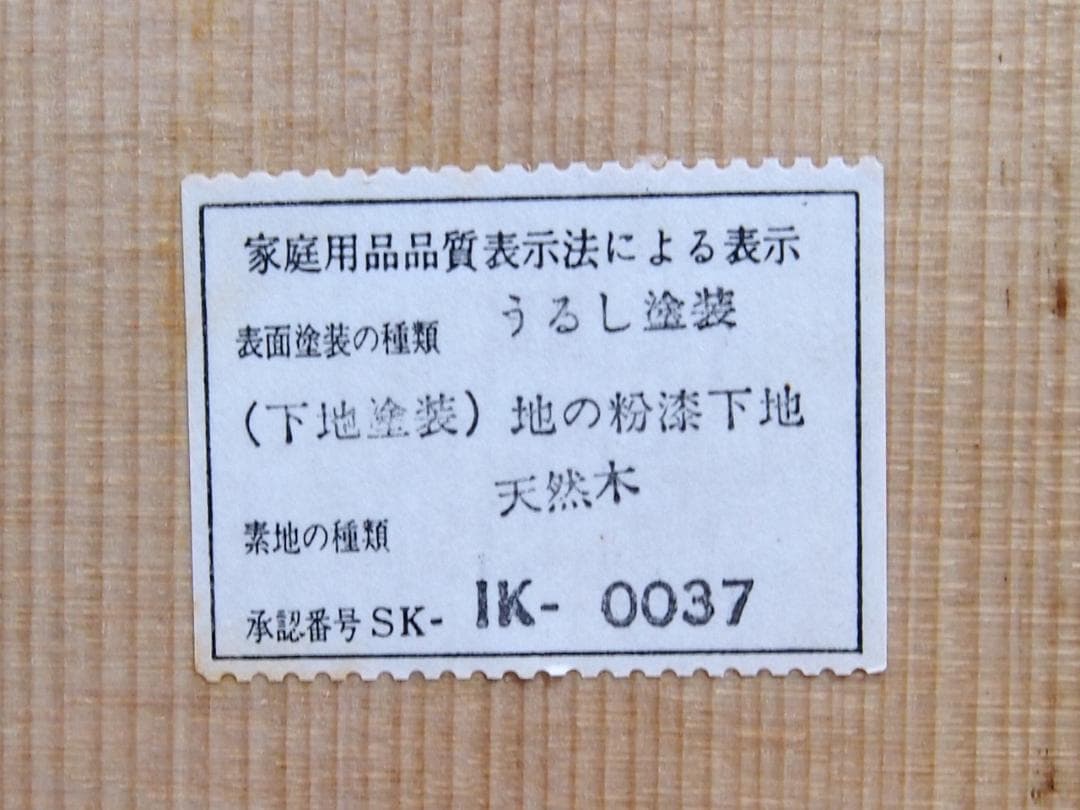 家庭用品品質表示法による表示
表面塗装の種類 うるし塗装
(下地塗装) 地の粉漆下地
素地の種類 天然木
承認番号 SK- IK- 0037